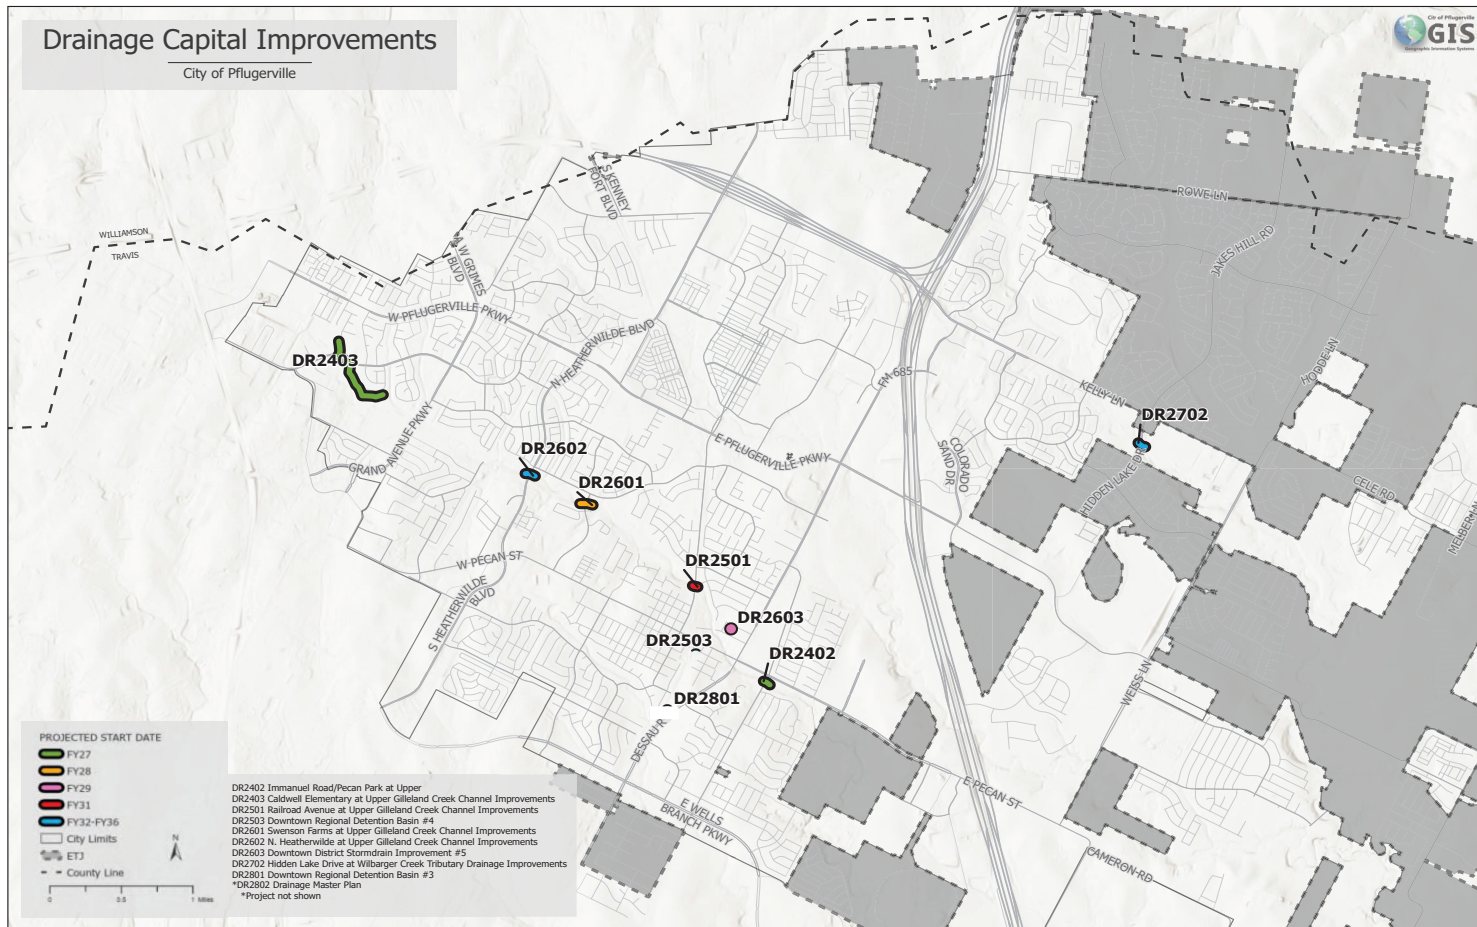 Drainage Capital Improvements
City of Pflugerville
City of Pflugerville
GIS
Geographic Information Systems
WILLIAMSON
TRAVIS
S KENNEY
FORT BLVD
A W GRIMES
BLVD
W PFLUGERVILLE PKWY
N HEATHERWILDE BLVD
ROWE LN
JAKES HILL RD
HODDE LN
FM 685
KELLY LN
DR2403
GRAND AVENUE PKWY
DR2702
DR2602
E PFLUGERVILLE PKWY
COLORADO
SAND DR
HIDDEN LAKE DR
CELE RD
MELBER LN
DR2601
W PECAN ST
S HEATHERWILDE
BLVD
DR2501
DR2603
DR2503
DR2402
DR2801
WEISS LN
DESSAU R
E PECAN ST
E WELLS
BRANCH PKWY
CAMERON RD
PROJECTED START DATE
FY27
FY28
FY29
FY31
FY32-FY36
City Limits
ETJ
County Line
N
0 0.5 1 Miles
DR2402 Immanuel Road/Pecan Park at Upper
DR2403 Caldwell Elementary at Upper Gilleland Creek Channel Improvements
DR2501 Railroad Avenue at Upper Gilleland Creek Channel Improvements
DR2503 Downtown Regional Detention Basin #4
DR2601 Swenson Farms at Upper Gilleland Creek Channel Improvements
DR2602 N. Heatherwilde at Upper Gilleland Creek Channel Improvements
DR2603 Downtown District Stormdrain Improvement #5
DR2702 Hidden Lake Drive at Wilbarger Creek Tributary Drainage Improvements
DR2801 Downtown Regional Detention Basin #3
*DR2802 Drainage Master Plan
*Project not shown